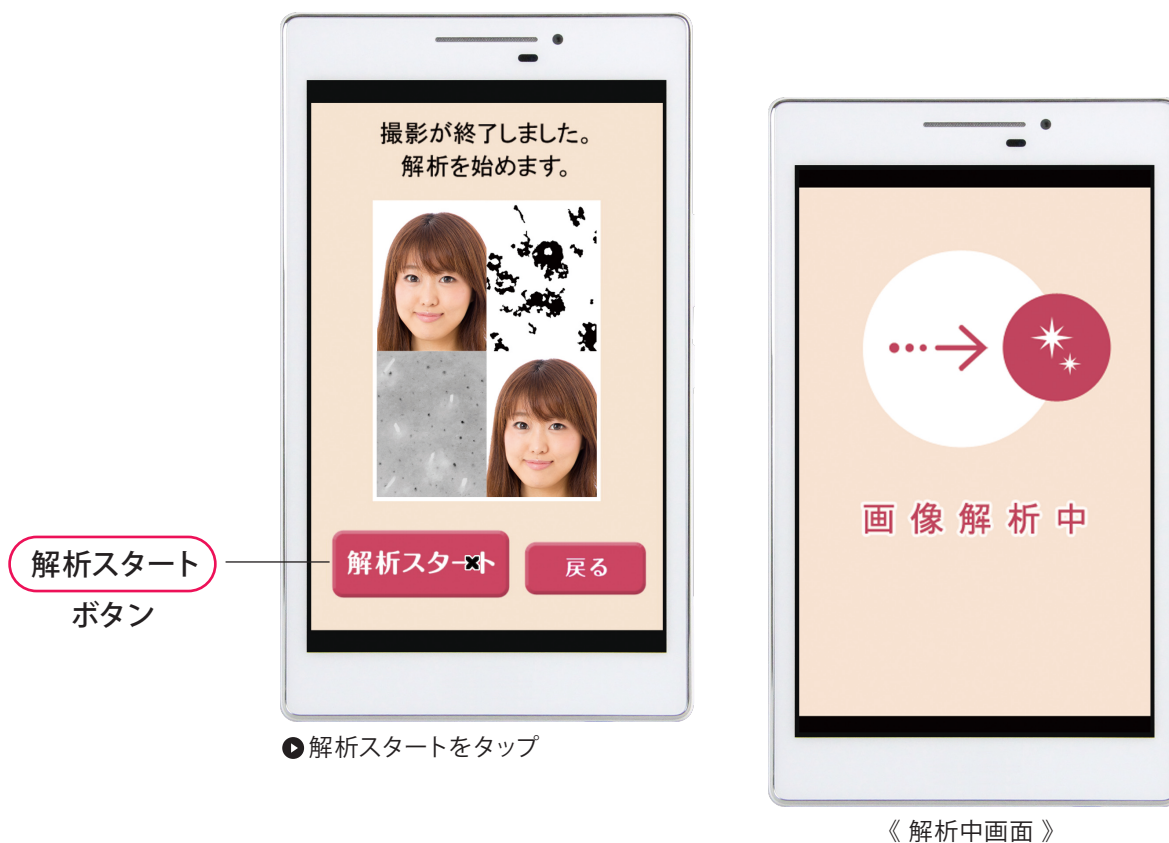 撮影が終了しました。
解析を始めます。
解析スタート
戻る
解析スタート
ボタン
▶解析スタートをタップ
画像解析中
《 解析中画面 》